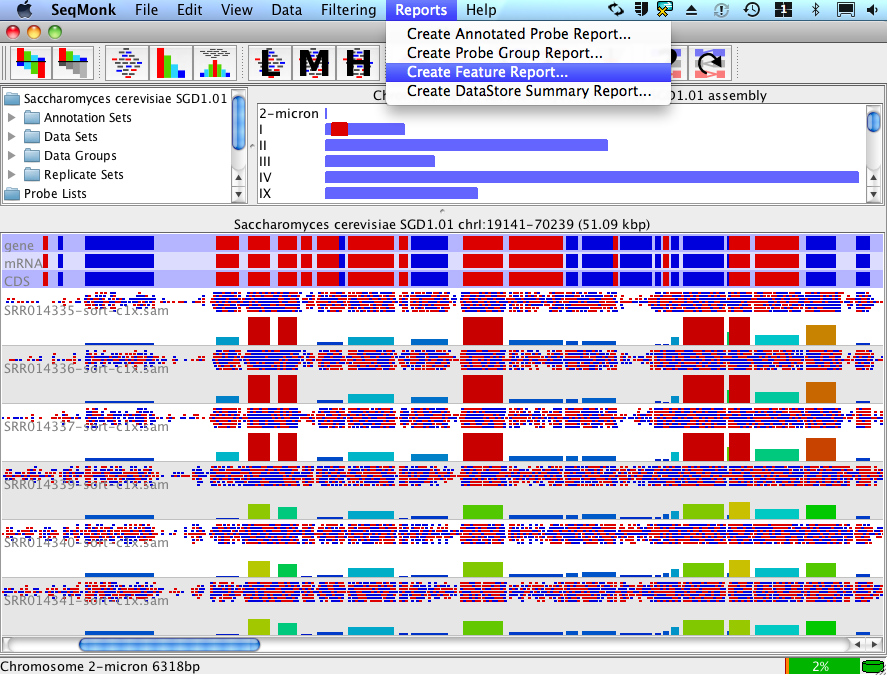 SeqMonk File Edit View Data Filtering Reports Help
Create Annotated Probe Report...
Create Probe Group Report...
Create Feature Report...
Create DataStore Summary Report...
L M H
Saccharomyces cerevisiae SGD1.01
Annotation Sets
Data Sets
Data Groups
Replicate Sets
Probe Lists
Ch
D1.01 assembly
2-micron
I
II
III
IV
IX
Saccharomyces cerevisiae SGD1.01 chrI:19141-70239 (51.09 kbp)
gene
mRNA
CDS
SRR014335-sort-c1x.sam
SRR014336-sort-c1x.sam
SRR014337-sort-c1x.sam
SRR014339-sort-c1x.sam
SRR014340-sort-c1x.sam
SRR014341-sort-c1x.sam
Chromosome 2-micron 6318bp
2%